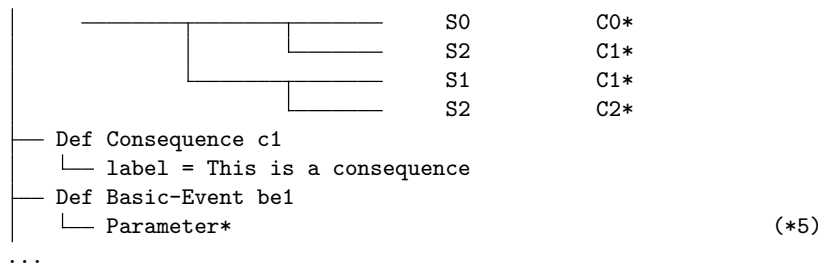 S0 C0*
S2 C1*
S1 C1*
S2 C2*
Def Consequence c1
label = This is a consequence
Def Basic-Event be1
Parameter* (*5)
...